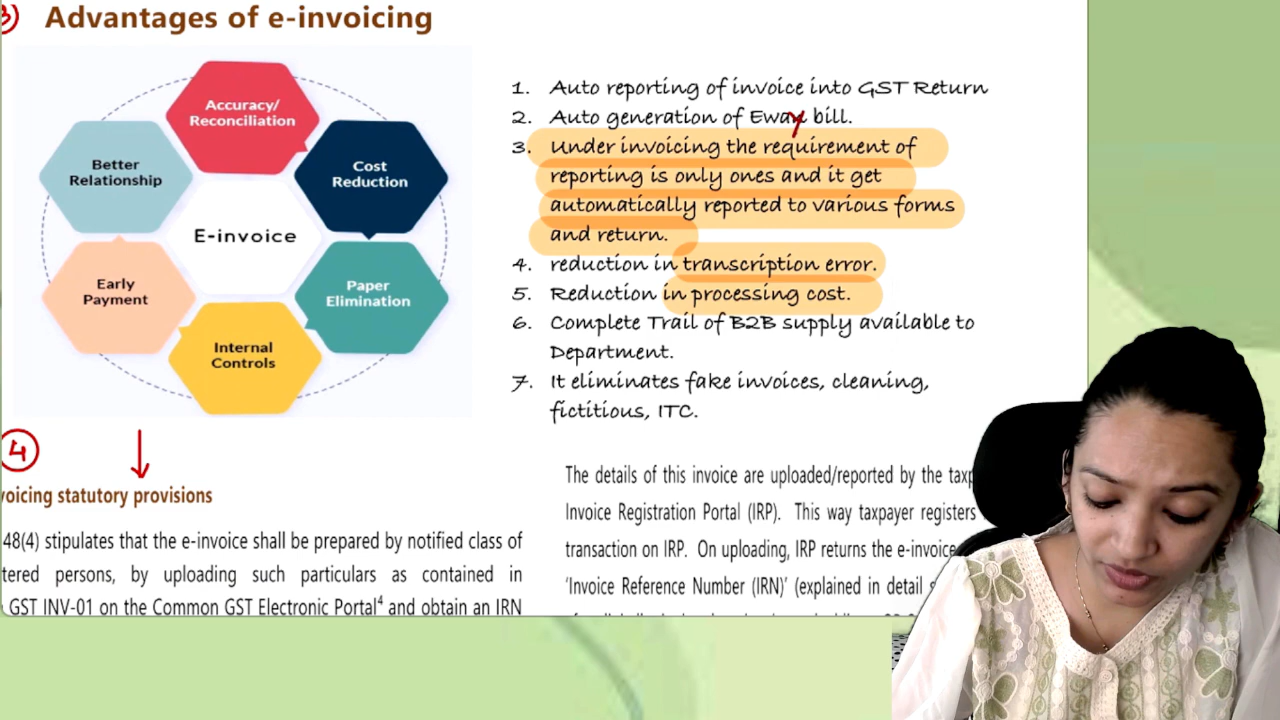 3
Advantages of e-invoicing
Accuracy/
Reconciliation
Better
Relationship
Cost
Reduction
E-invoice
Early
Payment
Paper
Elimination
Internal
Controls
1. Auto reporting of invoice into GST Return
2. Auto generation of Eway bill.
3. Under invoicing the requirement of
reporting is only ones and it get
automatically reported to various forms
and return.
4. reduction in transcription error.
5. Reduction in processing cost.
6. Complete Trail of B2B supply available to
Department.
7. It eliminates fake invoices, cleaning,
fictitious, ITC.
4
voicing statutory provisions
48(4) stipulates that the e-invoice shall be prepared by notified class of
tered persons, by uploading such particulars as contained in
GST INV-01 on the Common GST Electronic Portal4 and obtain an IRN
The details of this invoice are uploaded/reported by the taxp
Invoice Registration Portal (IRP). This way taxpayer registers
transaction on IRP. On uploading, IRP returns the e-invoice
'Invoice Reference Number (IRN)' (explained in detail